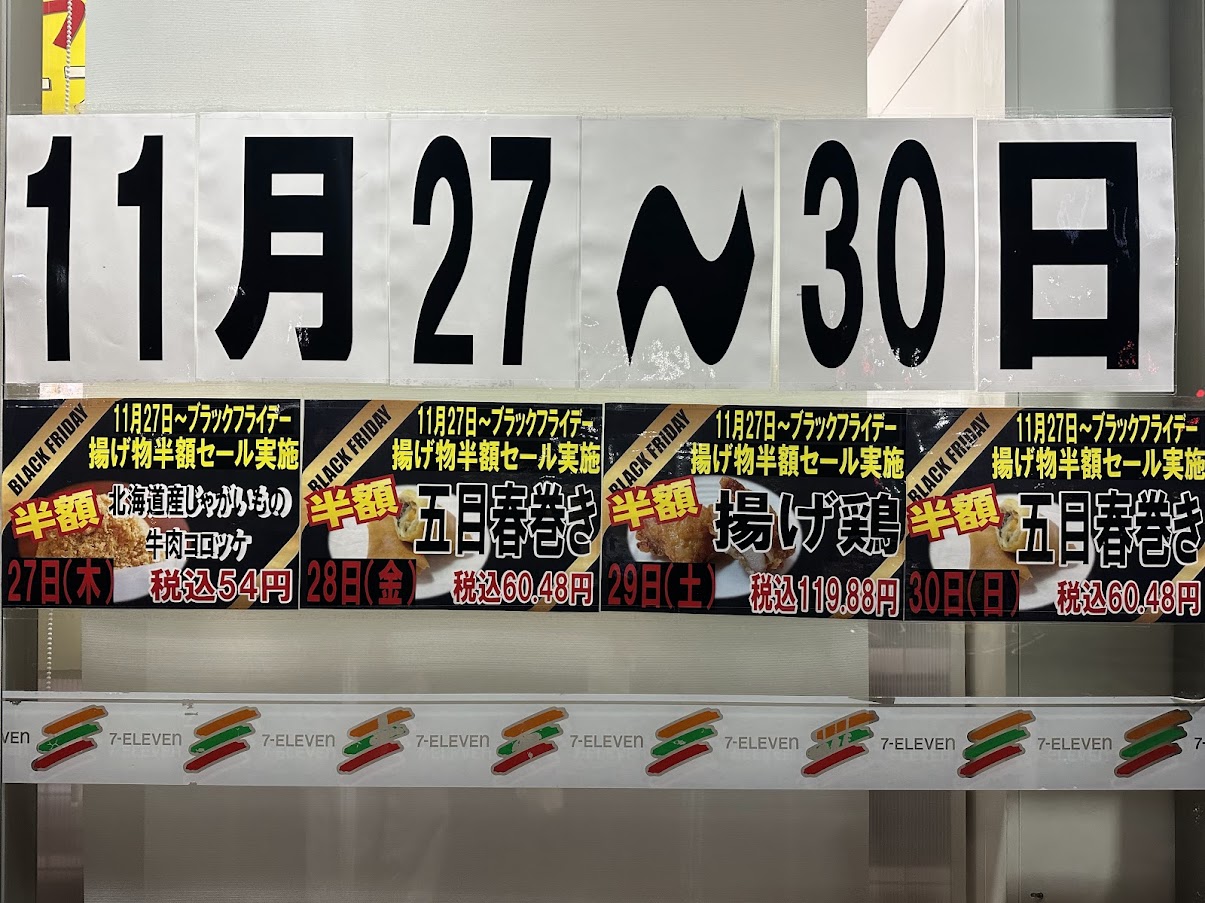 11月27～30日
BLACK FRIDAY
11月27日～ブラックフライデー
揚げ物半額セール実施
半額
北海道産じゃがいもの
牛肉コロッケ
27日(木)
税込54円
BLACK FRIDAY
11月27日～ブラックフライデー
揚げ物半額セール実施
半額
五目春巻き
28日(金)
税込60.48円
BLACK FRIDAY
11月27日～ブラックフライデー
揚げ物半額セール実施
半額
揚げ鶏
29日(土)
税込119.88円
BLACK FRIDAY
11月27日～ブラックフライデー
揚げ物半額セール実施
半額
五目春巻き
30日(日)
税込60.48円
VEN 7-ELEVEN 7-ELEVEN 7-ELEVEN 7-ELEVEN 7-ELEVEN 7-ELEVEN 7-ELEVEN 7-